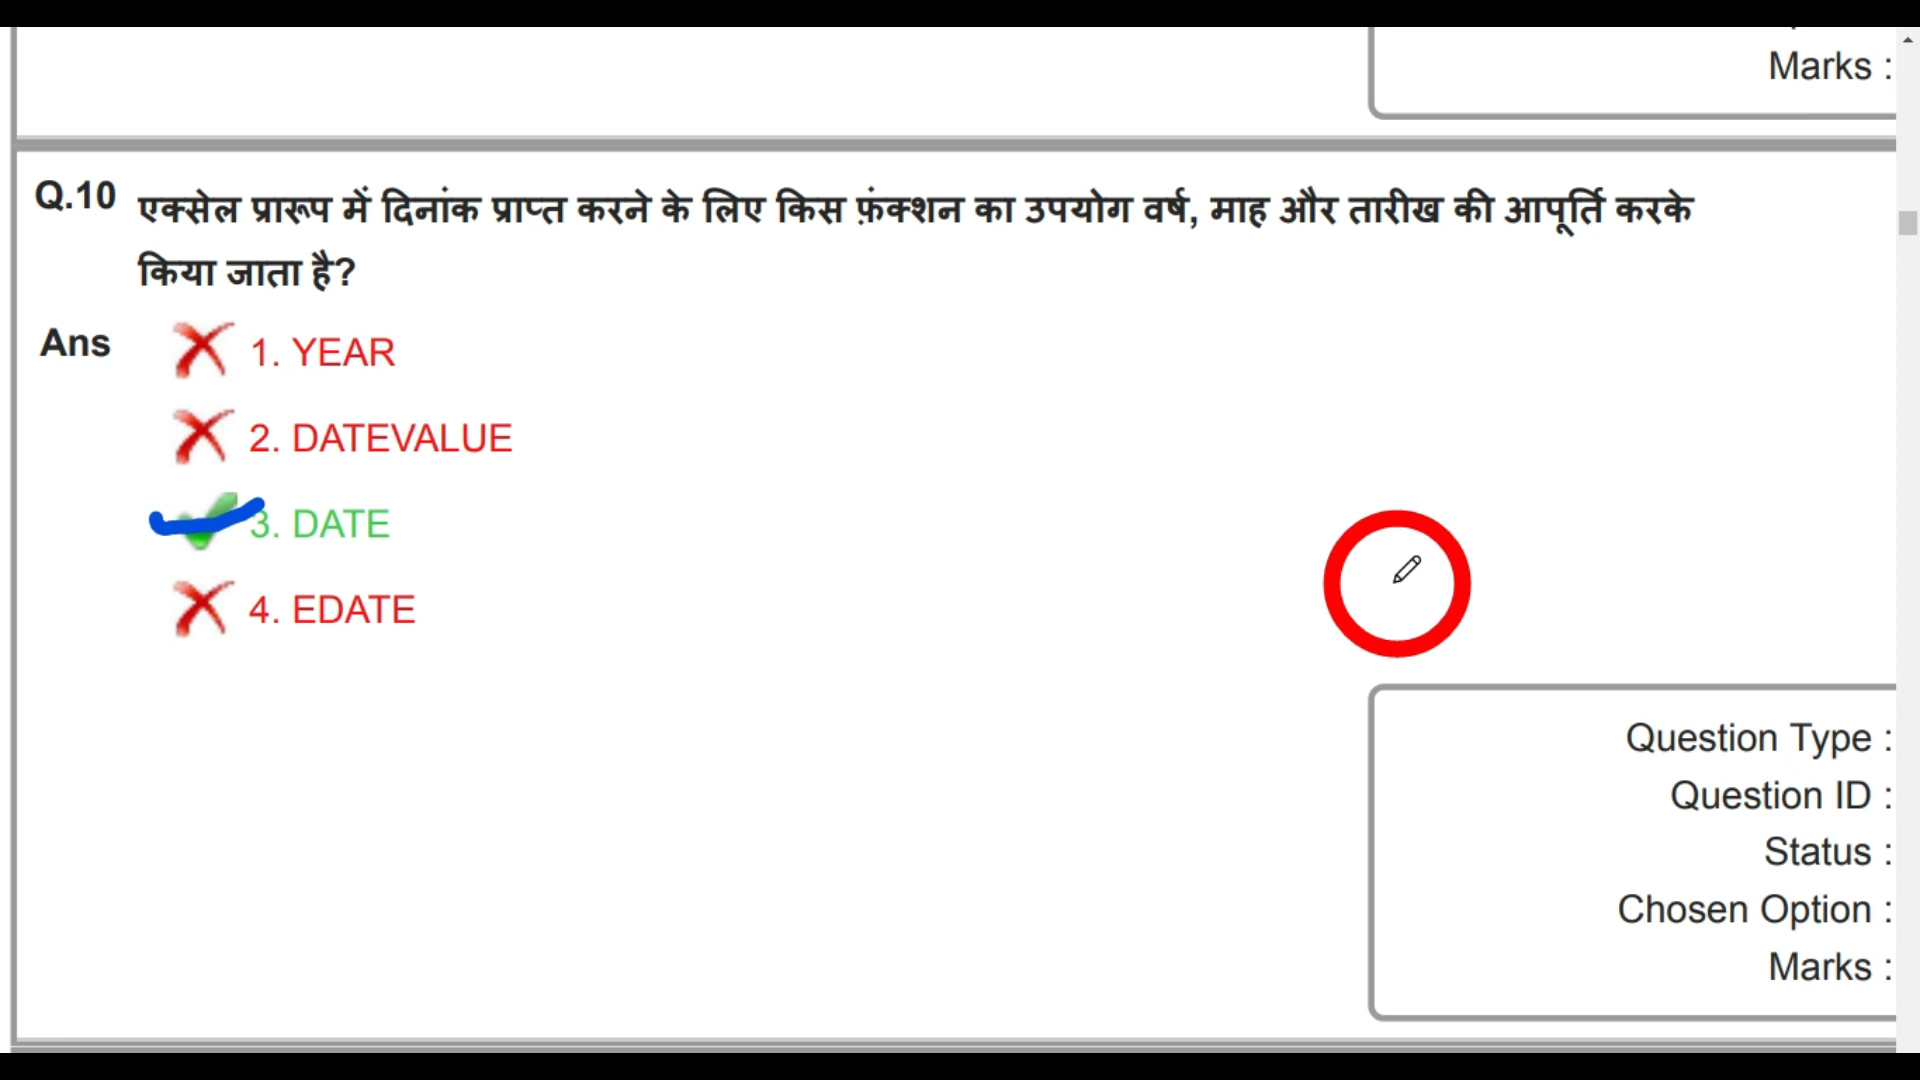 Marks :
Q.10 एक्सेल प्रारूप में दिनांक प्राप्त करने के लिए किस फ़ंक्शन का उपयोग वर्ष, माह और तारीख की आपूर्ति करके
किया जाता है?
Ans 1. YEAR
2. DATEVALUE
3. DATE
4. EDATE
Question Type :
Question ID :
Status :
Chosen Option :
Marks :